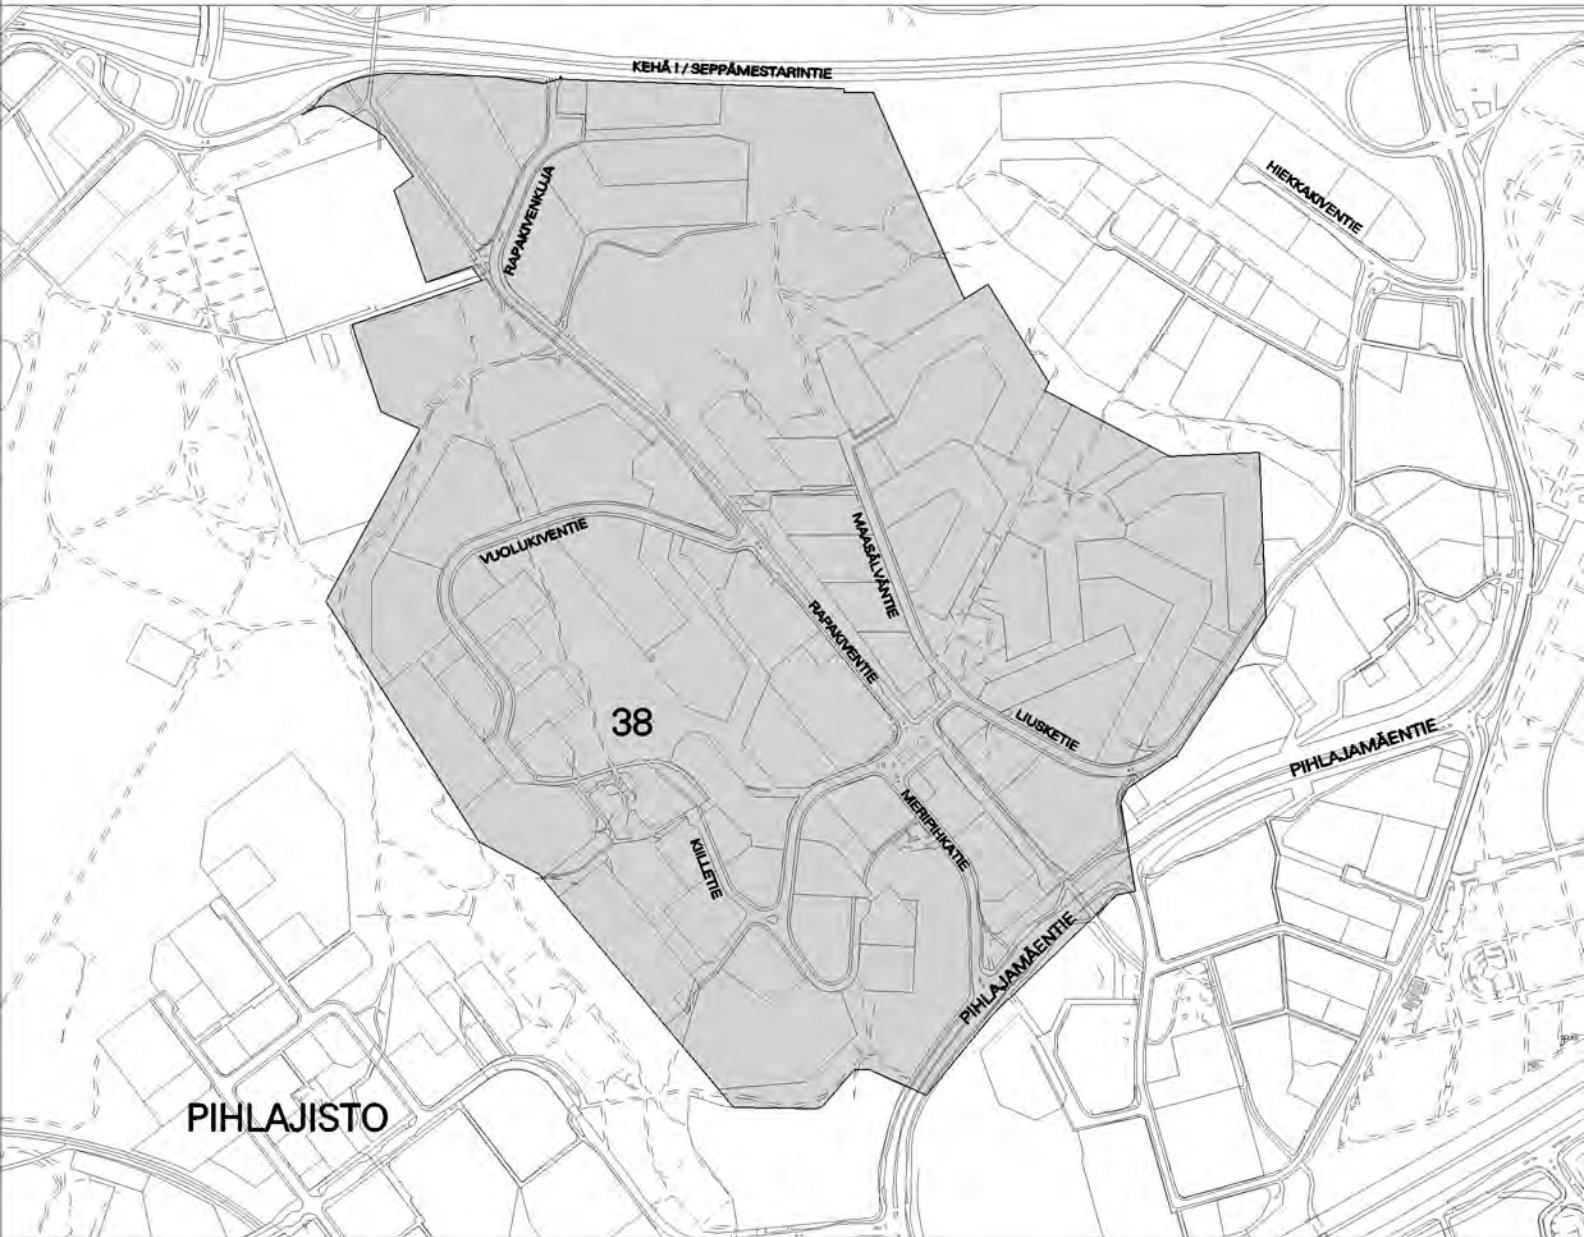 KEHÄ I / SEPPÄMESTARINTIE
HIEKKAKIVENTIE
RAPAKIVENKUJA
VUOLUKIVENTIE
MAASÄLVÄNTIE
RAPAKIVENTIE
38
LIUSKETIE
PIHLAJAMÄENTIE
MERIPIHKATIE
KIILLETIE
PIHLAJAMÄENTIE
PIHLAJISTO